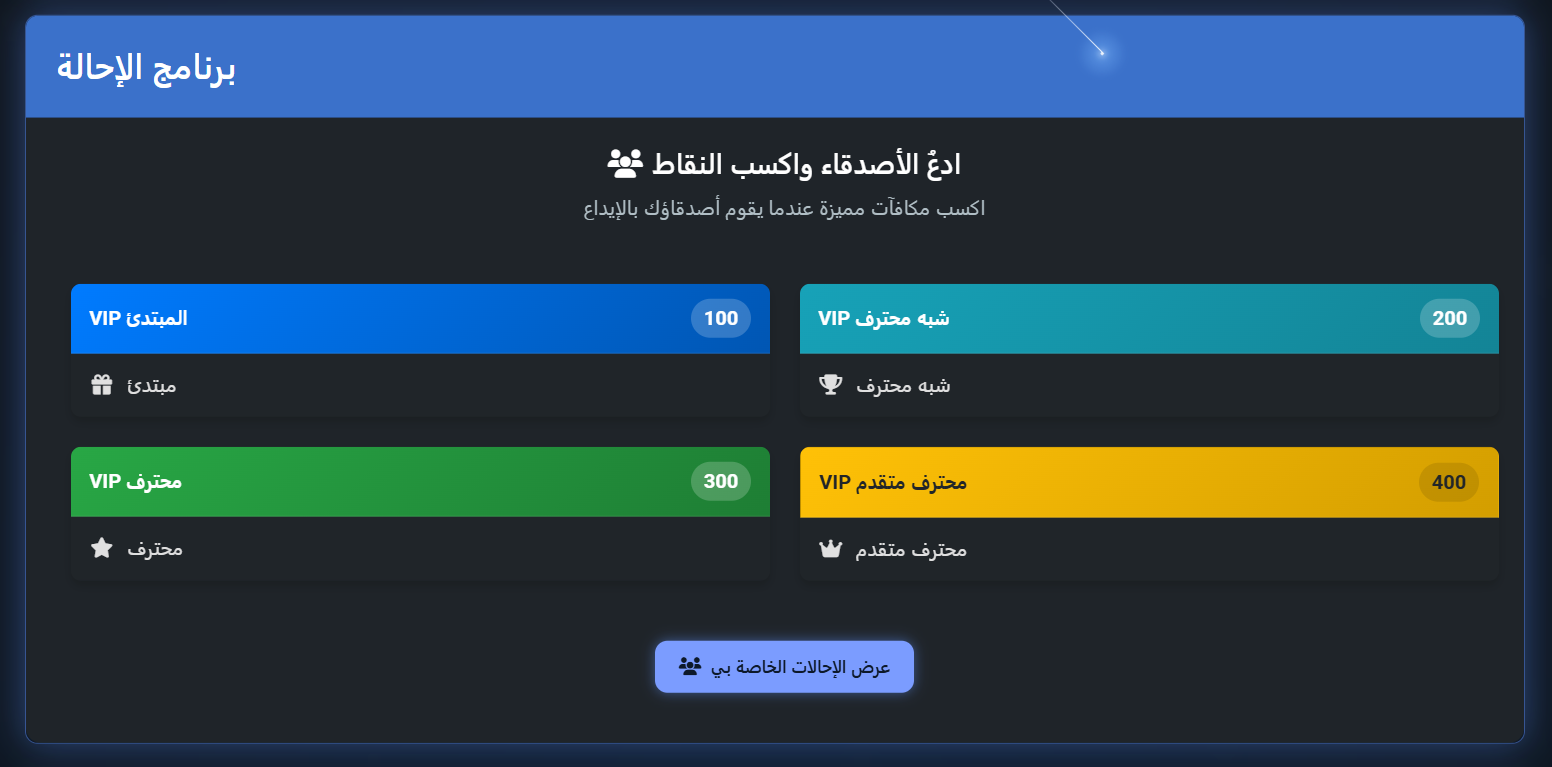 برنامج الإحالة
ادعُ الأصدقاء واكسب النقاط
اكسب مكافآت مميزة عندما يقوم أصدقاؤك بالإيداع
المبتدئ VIP
100
مبتدئ
شبه محترف VIP
200
شبه محترف
محترف VIP
300
محترف
محترف متقدم VIP
400
محترف متقدم
عرض الإحالات الخاصة بي